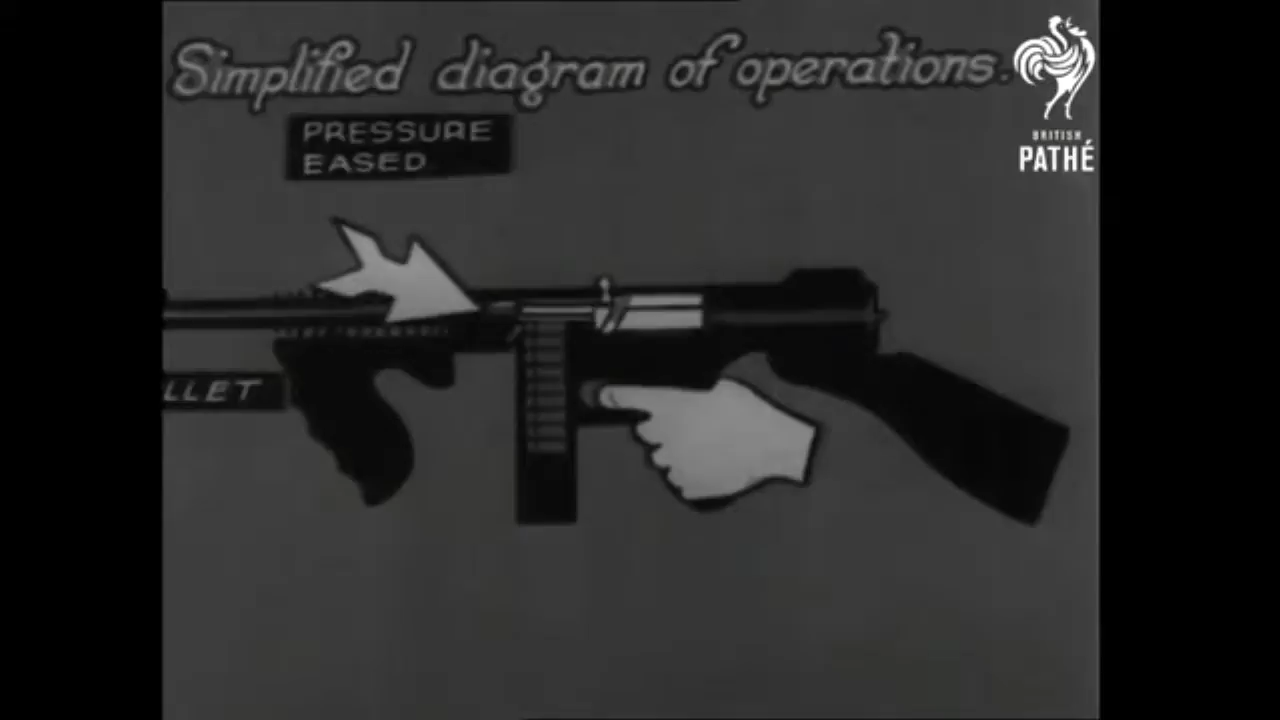 Simplified diagram of operations.
BRITISH
PATHÉ
PRESSURE
EASED
LLET